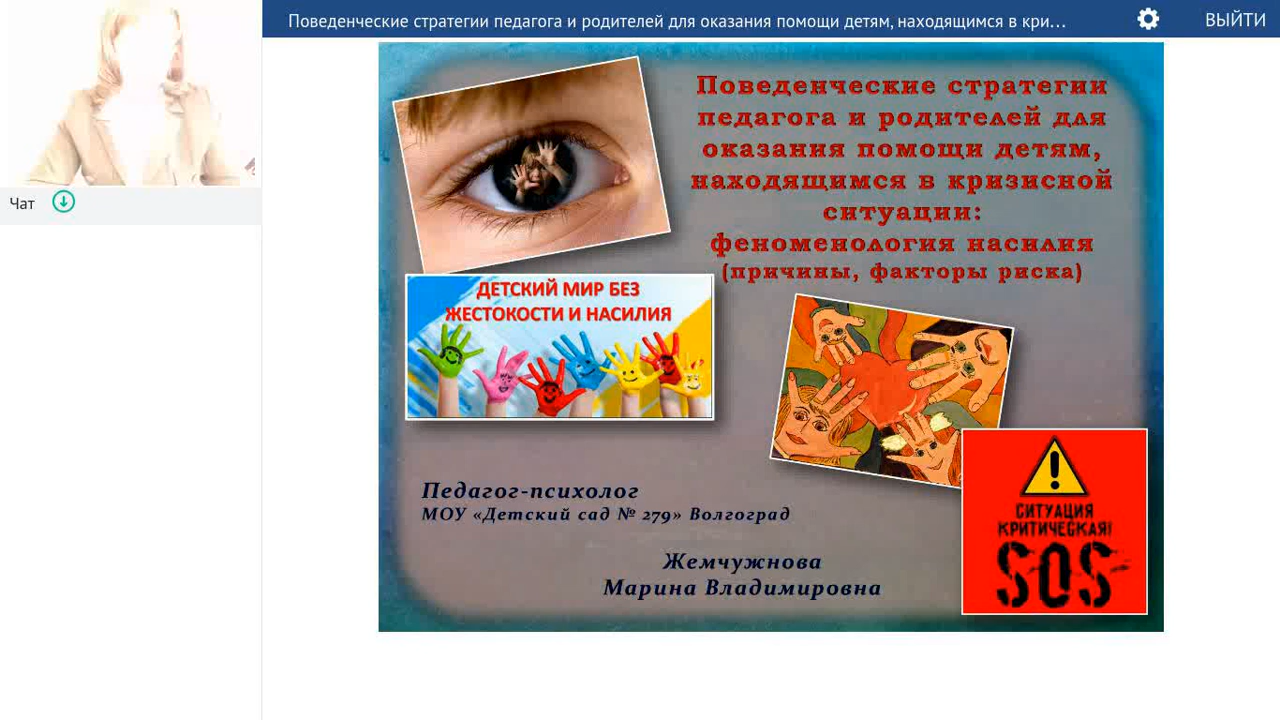 Поведенческие стратегии педагога и родителей для оказания помощи детям, находящимся в кри...
ВЫЙТИ
Чат
Поведенческие стратегии
педагога и родителей для
оказания помощи детям,
находящимся в кризисной
ситуации:
феноменология насилия
(причины, факторы риска)
ДЕТСКИЙ МИР БЕЗ
ЖЕСТОКОСТИ И НАСИЛИЯ
СИТУАЦИЯ
КРИТИЧЕСКАЯ!
SOS
Педагог-психолог
МОУ «Детский сад № 279» Волгоград
Жемчужнова
Марина Владимировна